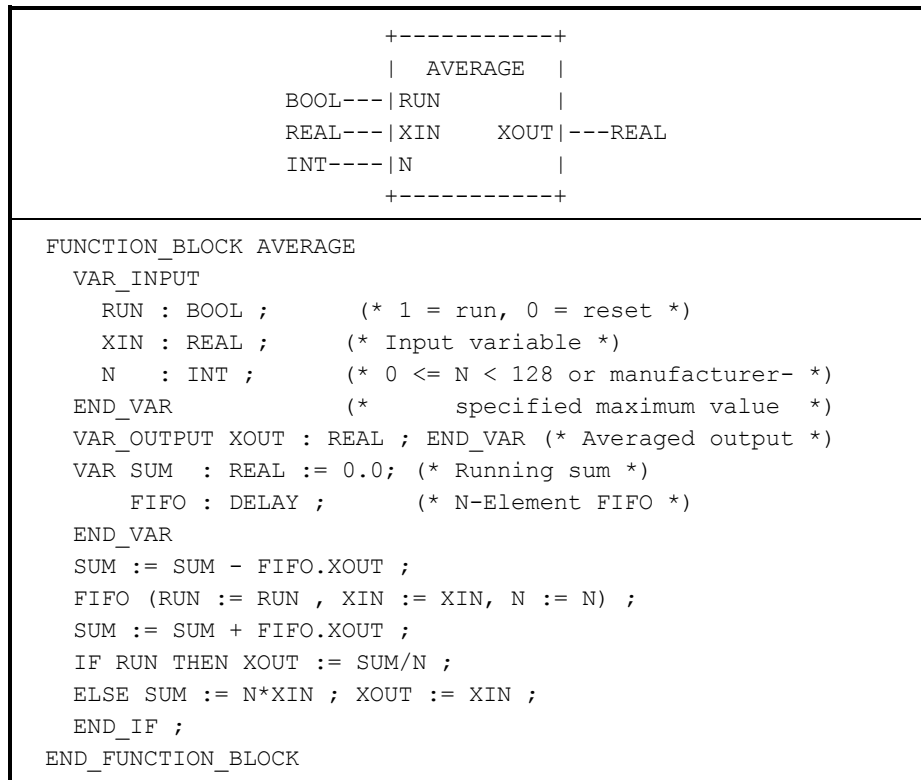 +-----------+
| AVERAGE |
BOOL---|RUN |
REAL---|XIN XOUT|---REAL
INT----|N |
+-----------+
FUNCTION_BLOCK AVERAGE
VAR_INPUT
RUN : BOOL ; (* 1 = run, 0 = reset *)
XIN : REAL ; (* Input variable *)
N : INT ; (* 0 <= N < 128 or manufacturer- *)
END_VAR (* specified maximum value *)
VAR_OUTPUT XOUT : REAL ; END_VAR (* Averaged output *)
VAR SUM : REAL := 0.0; (* Running sum *)
FIFO : DELAY ; (* N-Element FIFO *)
END_VAR
SUM := SUM - FIFO.XOUT ;
FIFO (RUN := RUN , XIN := XIN, N := N) ;
SUM := SUM + FIFO.XOUT ;
IF RUN THEN XOUT := SUM/N ;
ELSE SUM := N*XIN ; XOUT := XIN ;
END_IF ;
END_FUNCTION_BLOCK